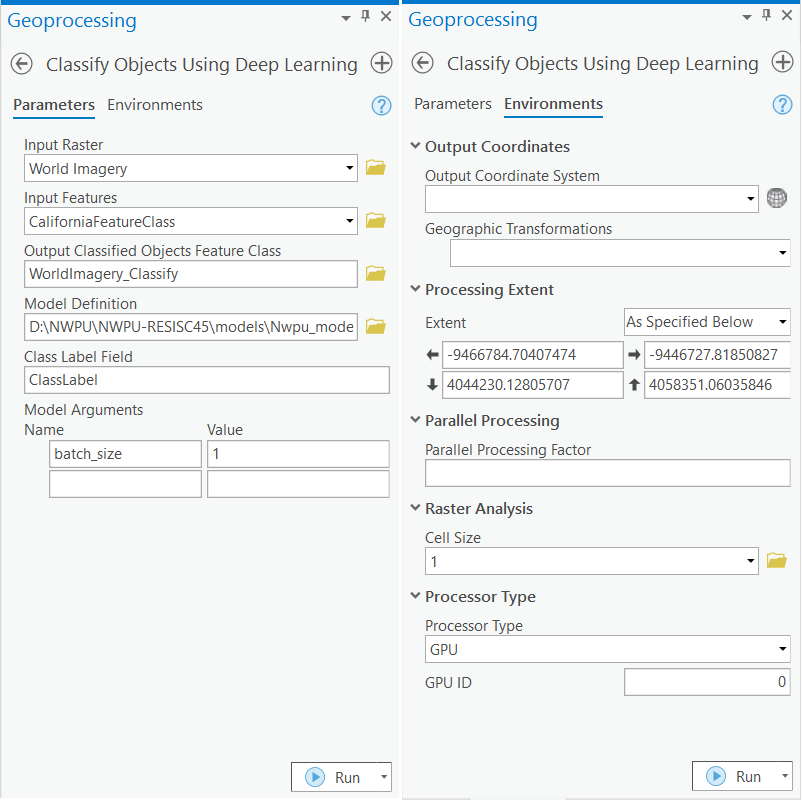 Geoprocessing
Classify Objects Using Deep Learning
Parameters Environments
Input Raster
World Imagery
Input Features
CaliforniaFeatureClass
Output Classified Objects Feature Class
WorldImagery_Classify
Model Definition
D:\NWPU\NWPU-RESISC45\models\Nwpu_mode
Class Label Field
ClassLabel
Model Arguments
Name Value
batch_size 1
Run
Geoprocessing
Classify Objects Using Deep Learning
Parameters Environments
Output Coordinates
Output Coordinate System
Geographic Transformations
Processing Extent
Extent As Specified Below
-9466784.70407474 -9446727.81850827
4044230.12805707 4058351.06035846
Parallel Processing
Parallel Processing Factor
Raster Analysis
Cell Size
1
Processor Type
Processor Type
GPU
GPU ID 0
Run